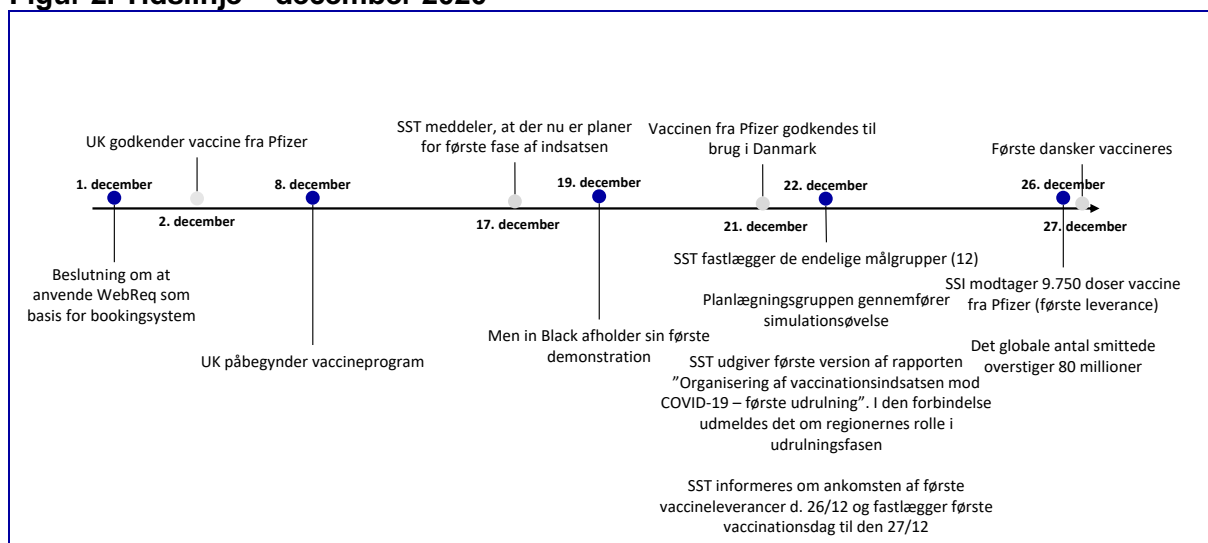 Figur 2. Tidslinje – december 2020
UK godkender vaccine fra Pfizer
SST meddeler, at der nu er planer
for første fase af indsatsen
Vaccinen fra Pfizer godkendes til
brug i Danmark
Første dansker vaccineres
1. december
8. december
19. december
22. december
26. december
2. december
17. december
21. december
27. december
Beslutning om at
anvende WebReq som
basis for bookingsystem
UK påbegynder vaccineprogram
Men in Black afholder sin første
demonstration
SST fastlægger de endelige målgrupper (12)
Planlægningsgruppen gennemfører
simulationsøvelse
SST udgiver første version af rapporten
”Organisering af vaccinationsindsatsen mod
COVID-19 – første udrulning”. I den forbindelse
udmeldes det om regionernes rolle i
udrulningsfasen
SST informeres om ankomsten af første
vaccineleverancer d. 26/12 og fastlægger første
vaccinationsdag til den 27/12
SSI modtager 9.750 doser vaccine
fra Pfizer (første leverance)
Det globale antal smittede
overstiger 80 millioner